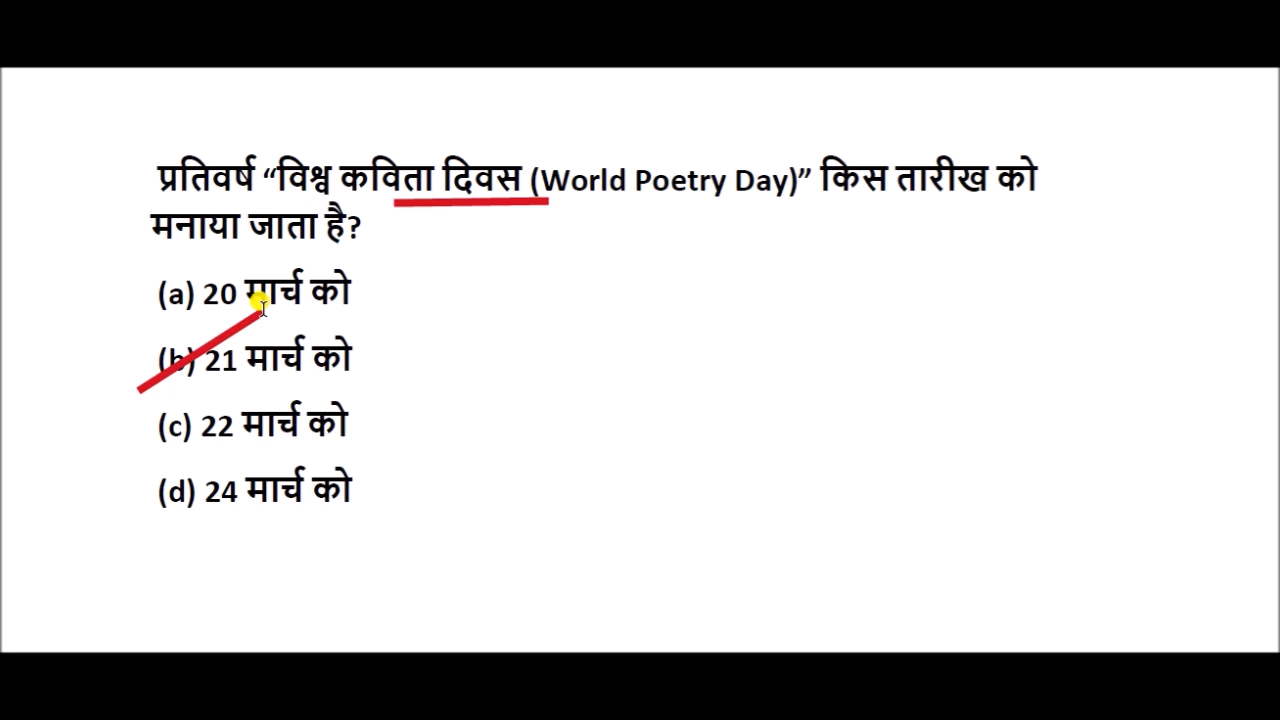 प्रतिवर्ष “विश्व कविता दिवस (World Poetry Day)” किस तारीख को
मनाया जाता है?
(a) 20 मार्च को
(b) 21 मार्च को
(c) 22 मार्च को
(d) 24 मार्च को